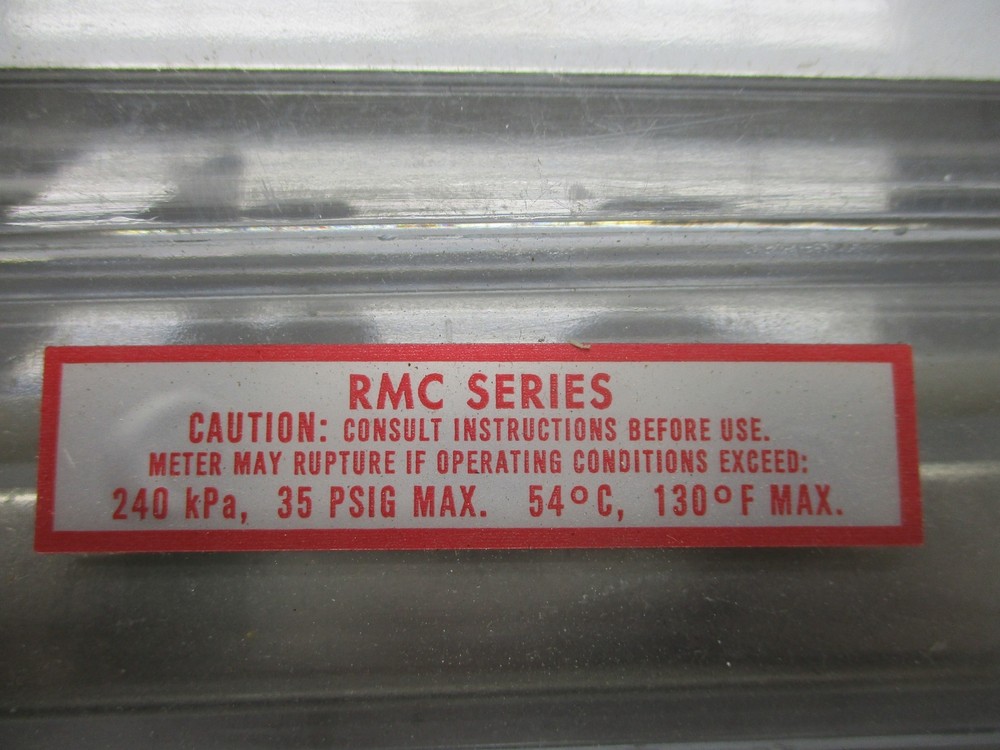 RMC SERIES
CAUTION: CONSULT INSTRUCTIONS BEFORE USE.
METER MAY RUPTURE IF OPERATING CONDITIONS EXCEED:
240 kPa, 35 PSIG MAX. 54°C, 130°F MAX.